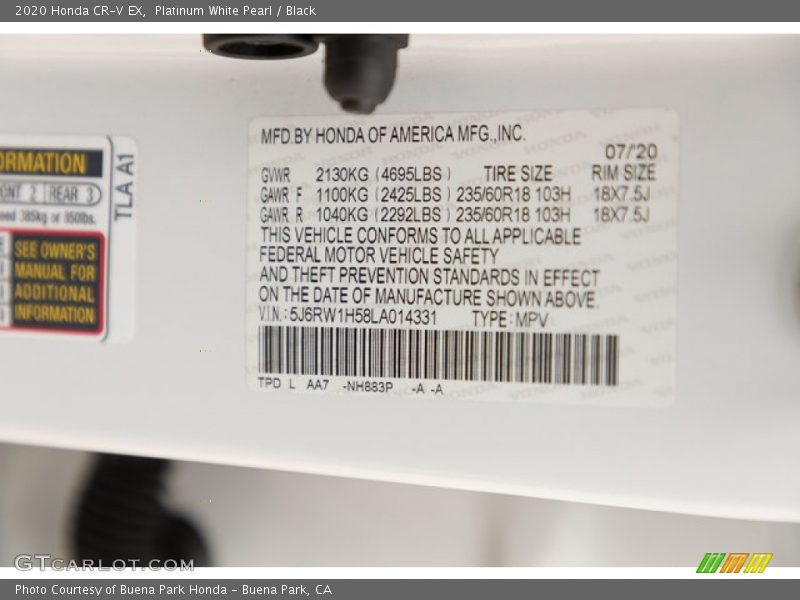 2020 Honda CR-V EX, Platinum White Pearl / Black
MFD.BY HONDA OF AMERICA MFG.,INC.
07/'20
GVWR 2130KG (4695LBS) TIRE SIZE RIM SIZE
GAWR F 1100KG (2425LBS) 235/60R18 103H 18X7.5J
GAWR R 1040KG (2292LBS) 235/60R18 103H 18X7.5J
THIS VEHICLE CONFORMS TO ALL APPLICABLE
FEDERAL MOTOR VEHICLE SAFETY
AND THEFT PREVENTION STANDARDS IN EFFECT
ON THE DATE OF MANUFACTURE SHOWN ABOVE.
V.I.N.:5J6RW1H58LA014331 TYPE:MPV
TPD L AA7 -NH883P -A -A
TLA A1
2 REAR 3
385kg or 850lbs.
SEE OWNER'S
MANUAL FOR
ADDITIONAL
INFORMATION
GTCARLOT.COM
Photo Courtesy of Buena Park Honda - Buena Park, CA